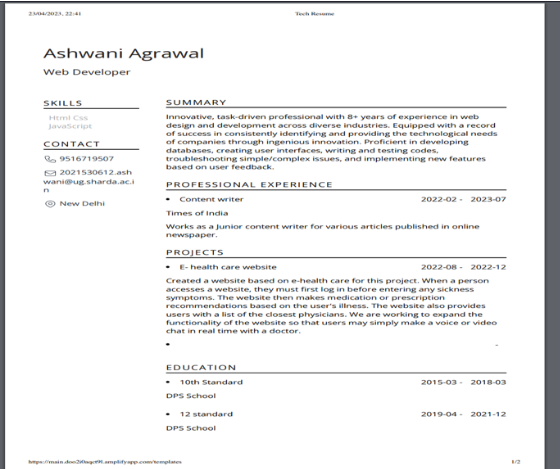 23/04/2023, 22:41
Tech Resume
Ashwani Agrawal
Web Developer
SKILLS
Html Css
JavaScript
CONTACT
9516719507
2021530612.ash
wani@ug.sharda.ac.i
n
New Delhi
SUMMARY
Innovative, task-driven professional with 8+ years of experience in web
design and development across diverse industries. Equipped with a record
of success in consistently identifying and providing the technological needs
of companies through ingenious innovation. Proficient in developing
databases, creating user interfaces, writing and testing codes,
troubleshooting simple/complex issues, and implementing new features
based on user feedback.
PROFESSIONAL EXPERIENCE
• Content writer 2022-02 - 2023-07
Times of India
Works as a Junior content writer for various articles published in online
newspaper.
PROJECTS
• E- health care website 2022-08 - 2022-12
Created a website based on e-health care for this project. When a person
accesses a website, they must first log in before entering any sickness
symptoms. The website then makes medication or prescription
recommendations based on the user's illness. The website also provides
users with a list of the closest physicians. We are working to expand the
functionality of the website so that users may simply make a voice or video
chat in real time with a doctor.
• -
EDUCATION
• 10th Standard 2015-03 - 2018-03
DPS School
• 12 standard 2019-04 - 2021-12
DPS School
1/2